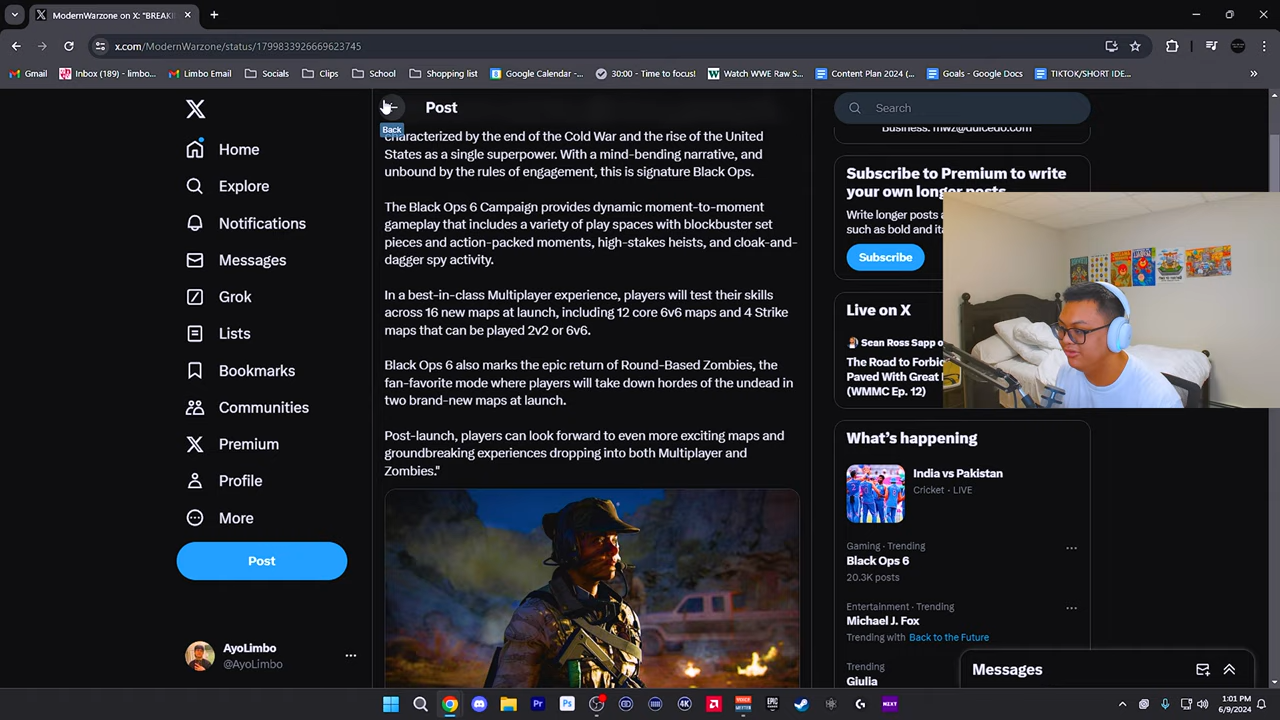 ModernWarzone on X: "BREAKI
x.com/ModernWarzone/status/1799833926669623745
Gmail
Inbox (189) - limbo...
Limbo Email
Socials
Clips
School
Shopping list
Google Calendar -...
30:00 - Time to focus!
Watch WWE Raw S...
Content Plan 2024 (...
Goals - Google Docs
TIKTOK/SHORT IDE...
Home
Explore
Notifications
Messages
Grok
Lists
Bookmarks
Communities
Premium
Profile
More
Post
AyoLimbo
@AyoLimbo
Post
Back
characterized by the end of the Cold War and the rise of the United
States as a single superpower. With a mind-bending narrative, and
unbound by the rules of engagement, this is signature Black Ops.
The Black Ops 6 Campaign provides dynamic moment-to-moment
gameplay that includes a variety of play spaces with blockbuster set
pieces and action-packed moments, high-stakes heists, and cloak-and-
dagger spy activity.
In a best-in-class Multiplayer experience, players will test their skills
across 16 new maps at launch, including 12 core 6v6 maps and 4 Strike
maps that can be played 2v2 or 6v6.
Black Ops 6 also marks the epic return of Round-Based Zombies, the
fan-favorite mode where players will take down hordes of the undead in
two brand-new maps at launch.
Post-launch, players can look forward to even more exciting maps and
groundbreaking experiences dropping into both Multiplayer and
Zombies."
Search
Business: mwz@dulcedo.com
Subscribe to Premium to write
your own longer posts
Write longer posts
such as bold and it
Subscribe
Live on X
Sean Ross Sapp o
The Road to Forbi
Paved With Great
(WMMC Ep. 12)
What's happening
India vs Pakistan
Cricket · LIVE
Gaming · Trending
Black Ops 6
20.3K posts
Entertainment · Trending
Michael J. Fox
Trending with Back to the Future
Trending
Giulia
Messages
4K
NEXT
1:01 PM
6/9/2024